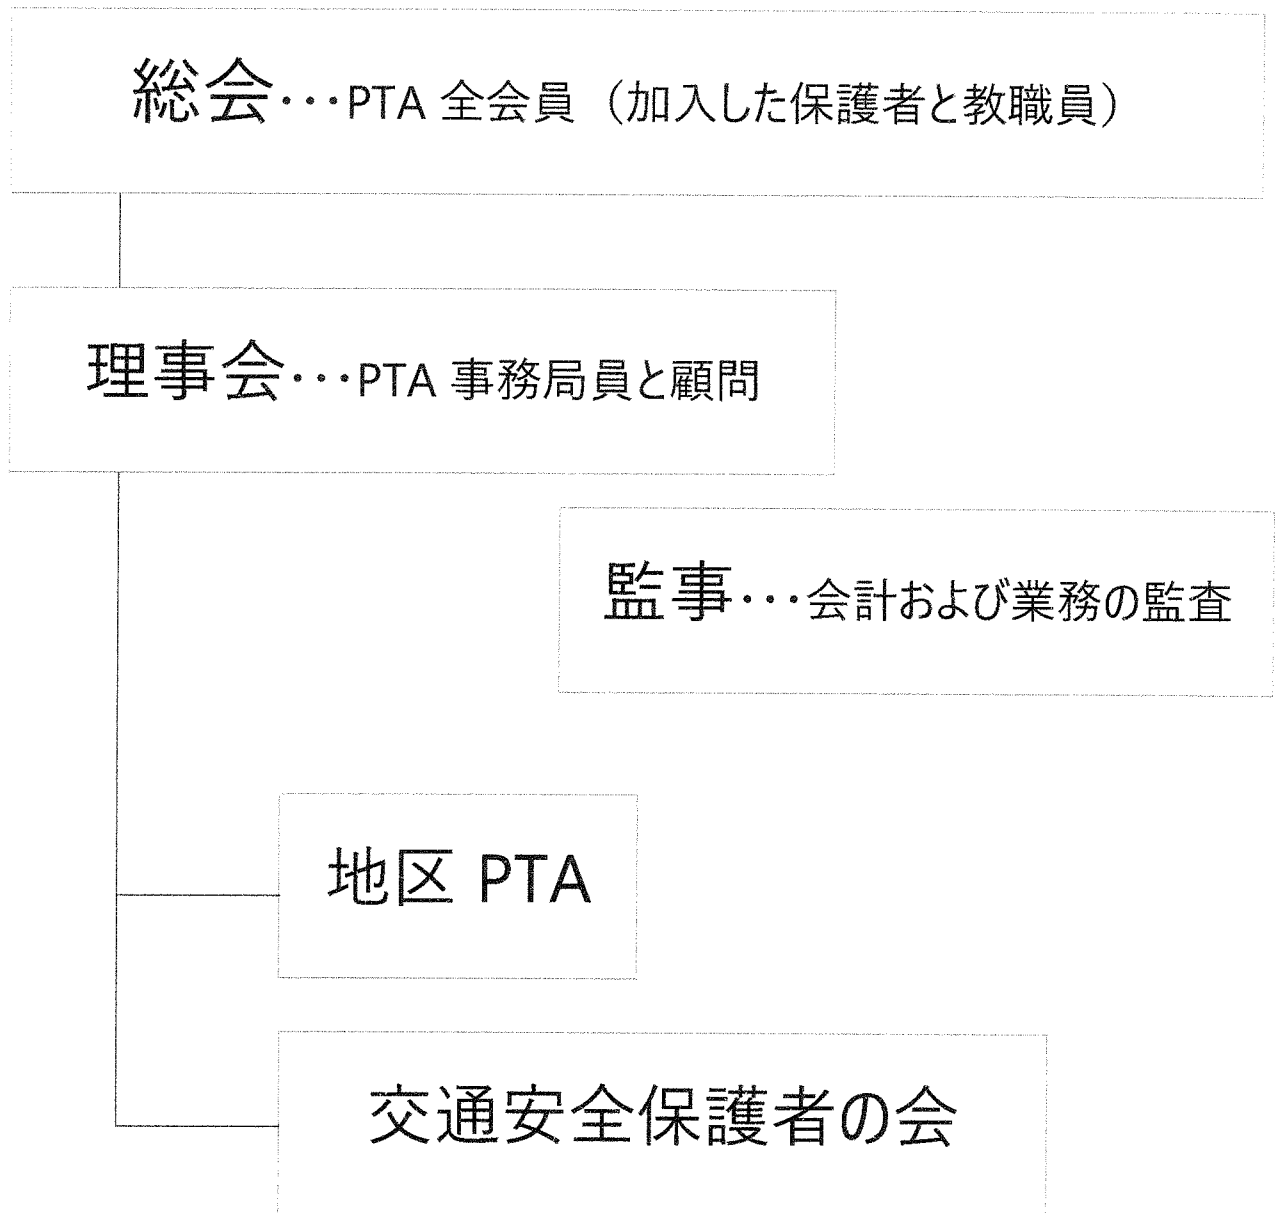 総会･･･PTA 全会員（加入した保護者と教職員）
理事会･･･PTA 事務局員と顧問
監事･･･会計および業務の監査
地区 PTA
交通安全保護者の会